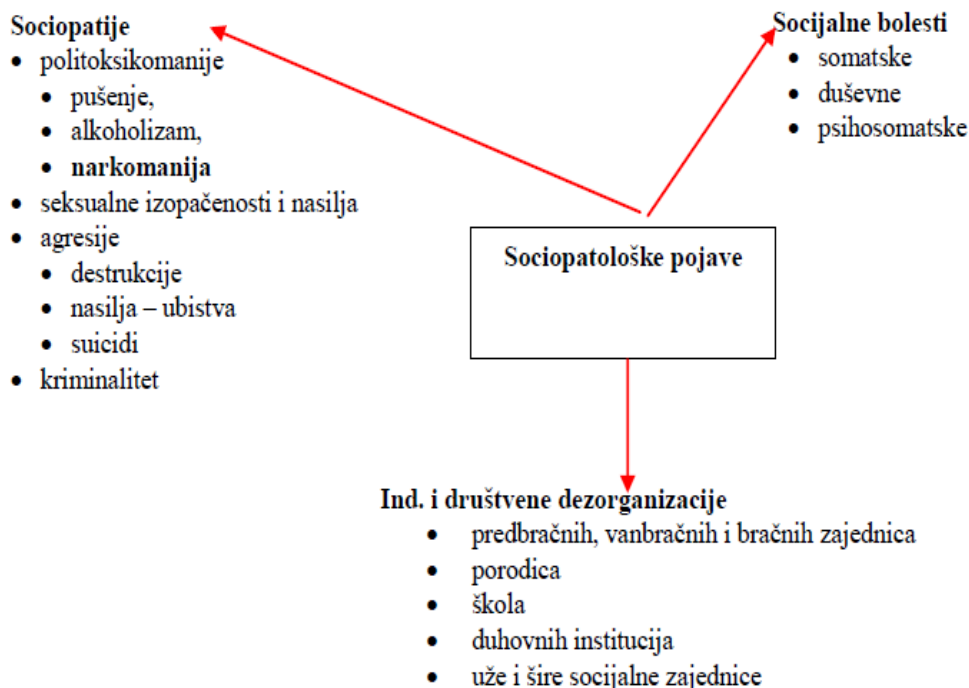 Sociopatije
• politoksikomanije
• pušenje,
• alkoholizam,
• narkomanija
• seksualne izopačenosti i nasilja
• agresije
• destrukcije
• nasilja – ubistva
• suicidi
• kriminalitet
Socijalne bolesti
• somatske
• duševne
• psihosomatske
Sociopatološke pojave
Ind. i društvene dezorganizacije
• predbračnih, vanbračnih i bračnih zajednica
• porodica
• škola
• duhovnih institucija
• uže i šire socijalne zajednice